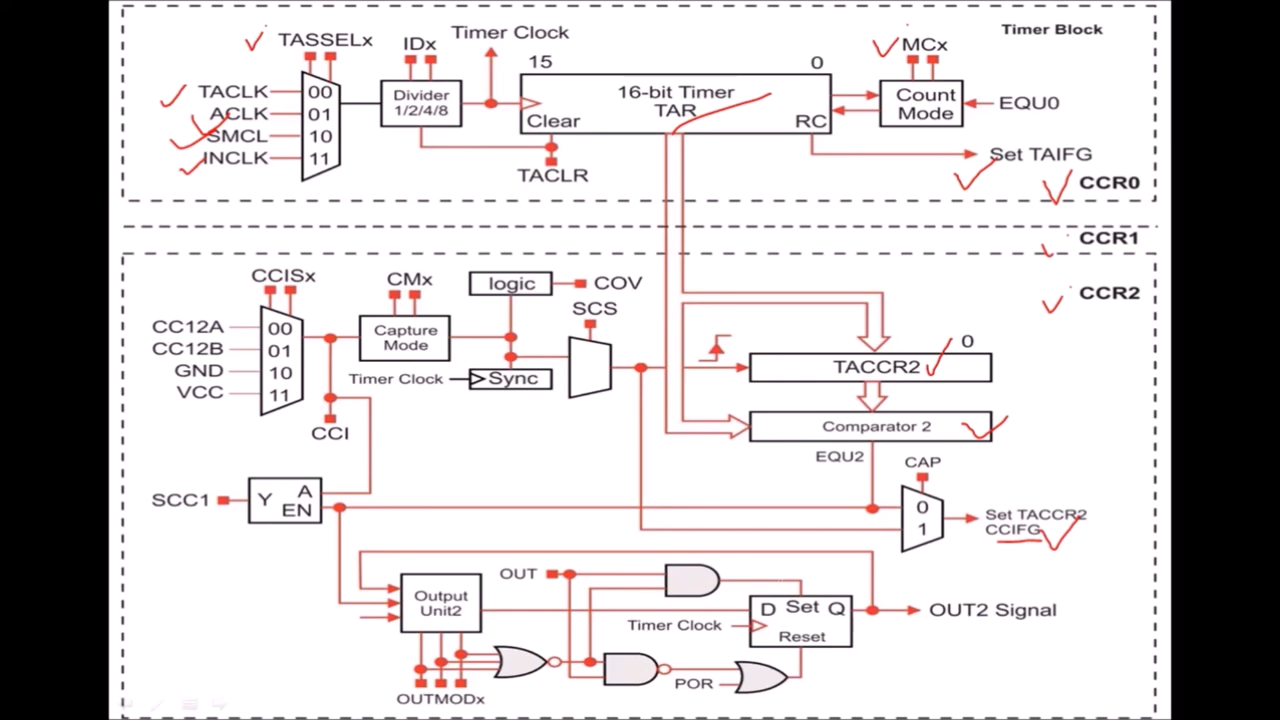 Timer Block
Timer Clock
TASSELx
IDx
MCx
15
0
TACLK
00
ACLK
01
SMCL
10
INCLK
11
Divider
1/2/4/8
16-bit Timer
TAR
Clear
RC
Count
Mode
EQU0
TACLR
Set TAIFG
CCR0
CCR1
CCR2
CCISx
CMx
logic
COV
SCS
CC12A
00
CC12B
01
GND
10
VCC
11
Capture
Mode
Timer Clock
Sync
CCI
0
TACCR2
Comparator 2
EQU2
CAP
SCC1
Y
A
EN
0
1
Set TACCR2
CCIFG
OUT
Output
Unit2
D
Set
Q
Timer Clock
Reset
OUT2 Signal
POR
OUTMODx